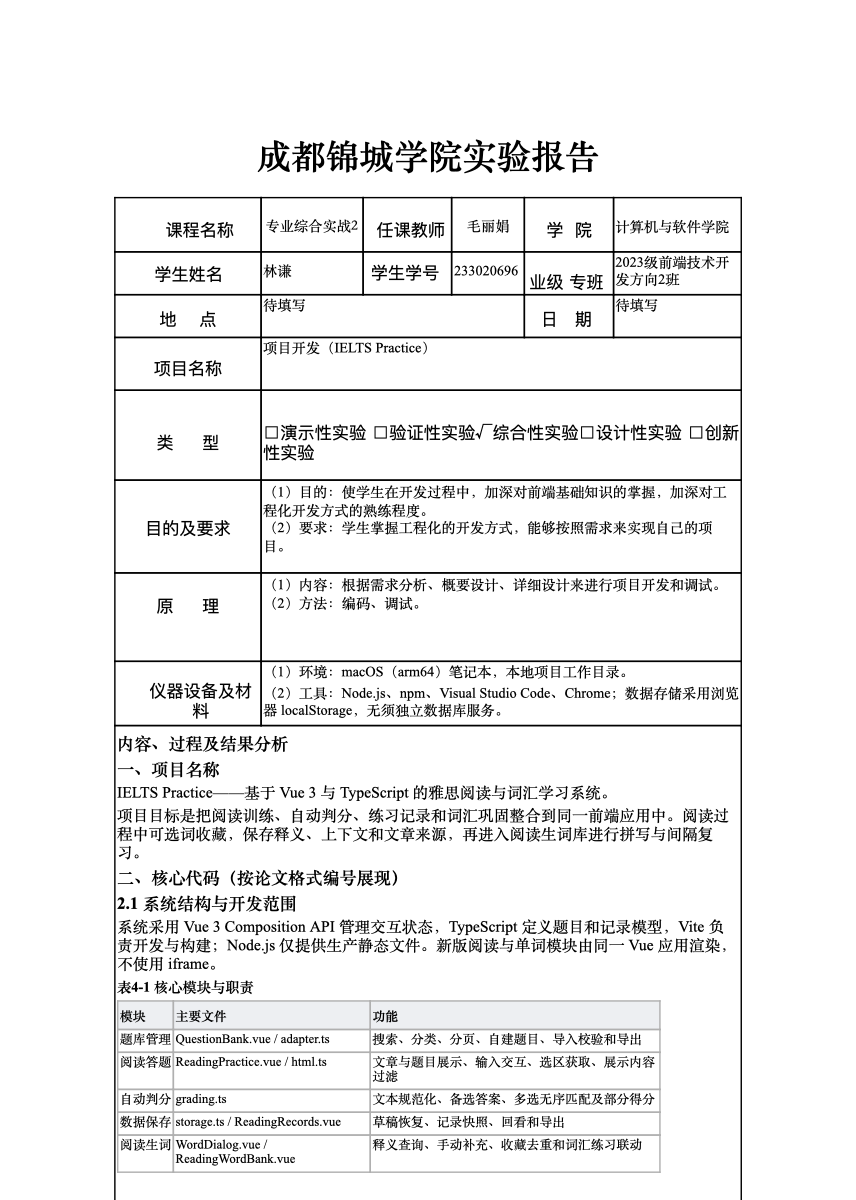 成都锦城学院实验报告
课程名称 专业综合实战2 任课教师 毛丽娟 学 院 计算机与软件学院
学生姓名 林谦 学生学号 233020696 业级 专班 2023级前端技术开
发方向2班
地 点 待填写 日 期 待填写
项目名称 项目开发（IELTS Practice）
类 型 □演示性实验 □验证性实验√综合性实验□设计性实验 □创新
性实验
目的及要求 （1）目的：使学生在开发过程中，加深对前端基础知识的掌握，加深对工
程化开发方式的熟练程度。
（2）要求：学生掌握工程化的开发方式，能够按照需求来实现自己的项
目。
原 理 （1）内容：根据需求分析、概要设计、详细设计来进行项目开发和调试。
（2）方法：编码、调试。
仪器设备及材
料 （1）环境：macOS（arm64）笔记本，本地项目工作目录。
（2）工具：Node.js、npm、Visual Studio Code、Chrome；数据存储采用浏览
器 localStorage，无须独立数据库服务。
内容、过程及结果分析
一、项目名称
IELTS Practice——基于 Vue 3 与 TypeScript 的雅思阅读与词汇学习系统。
项目目标是把阅读训练、自动判分、练习记录和词汇巩固整合到同一前端应用中。阅读过
程中可选词收藏，保存释义、上下文和文章来源，再进入阅读生词库进行拼写与间隔复
习。
二、核心代码（按论文格式编号展现）
2.1 系统结构与开发范围
系统采用 Vue 3 Composition API 管理交互状态，TypeScript 定义题目和记录模型，Vite 负
责开发与构建；Node.js 仅提供生产静态文件。新版阅读与单词模块由同一 Vue 应用渲染，
不使用 iframe。
表4-1 核心模块与职责
模块 主要文件 功能
题库管理 QuestionBank.vue / adapter.ts 搜索、分类、分页、自建题目、导入校验和导出
阅读答题 ReadingPractice.vue / html.ts 文章与题目展示、输入交互、选区获取、展示内容
过滤
自动判分 grading.ts 文本规范化、备选答案、多选无序匹配及部分得分
数据保存 storage.ts / ReadingRecords.vue 草稿恢复、记录快照、回看和导出
阅读生词 WordDialog.vue /
ReadingWordBank.vue 释义查询、手动补充、收藏去重和词汇练习联动